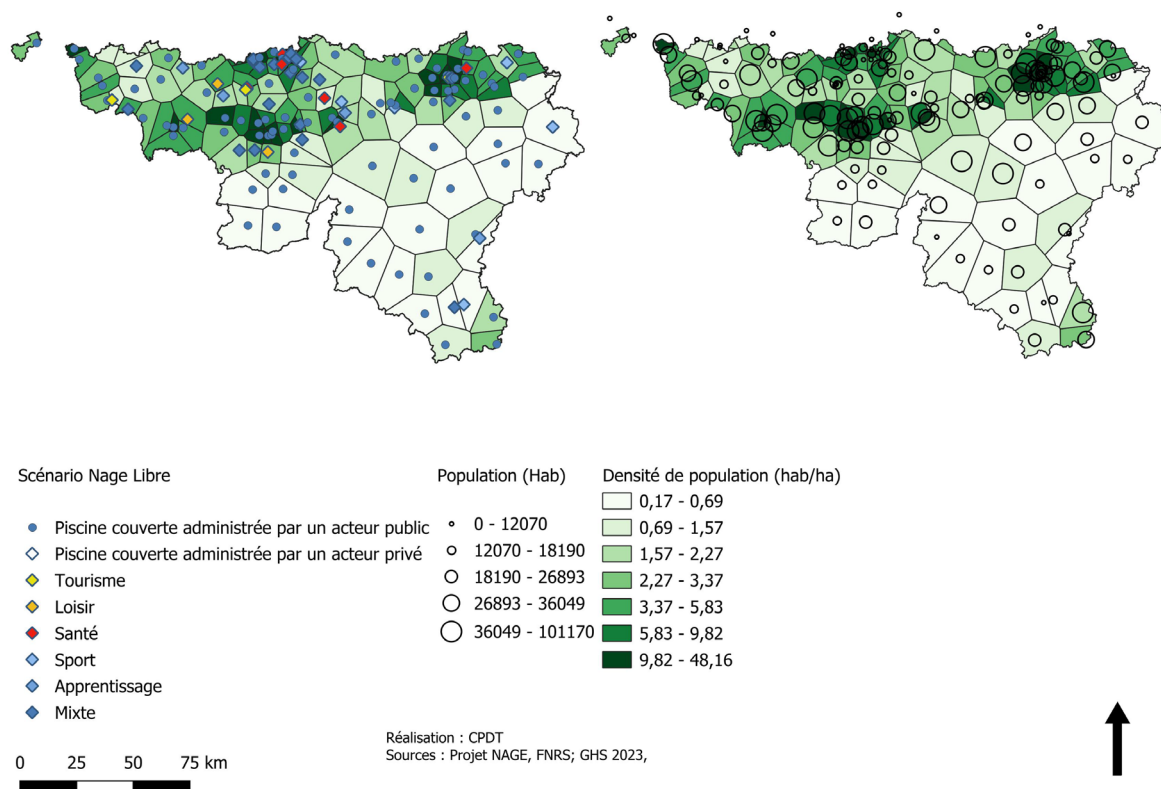 Scénario Nage Libre
Piscine couverte administrée par un acteur public
Piscine couverte administrée par un acteur privé
Tourisme
Loisir
Santé
Sport
Apprentissage
Mixte
Population (Hab)
0 - 12070
12070 - 18190
18190 - 26893
26893 - 36049
36049 - 101170
Densité de population (hab/ha)
0,17 - 0,69
0,69 - 1,57
1,57 - 2,27
2,27 - 3,37
3,37 - 5,83
5,83 - 9,82
9,82 - 48,16
0 25 50 75 km
Réalisation : CPDT
Sources : Projet NAGE, FNRS; GHS 2023,